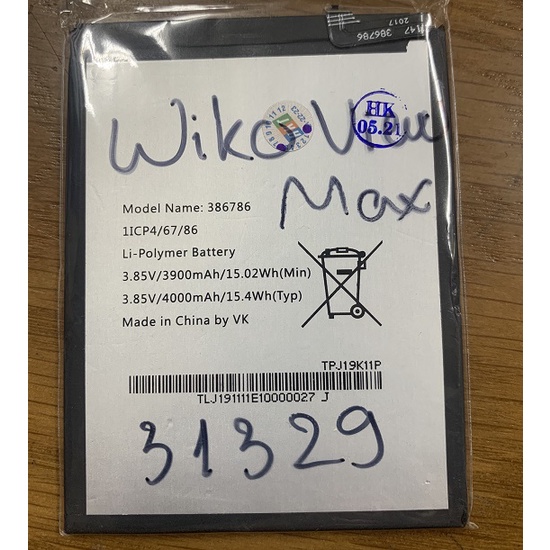 386786
2017
HK
05.21
Wiko View
Max
Model Name: 386786
1ICP4/67/86
Li-Polymer Battery
3.85V/3900mAh/15.02Wh(Min)
3.85V/4000mAh/15.4Wh(Typ)
Made in China by VK
TPJ19K11P
TLJ191111E10000027 J
31329